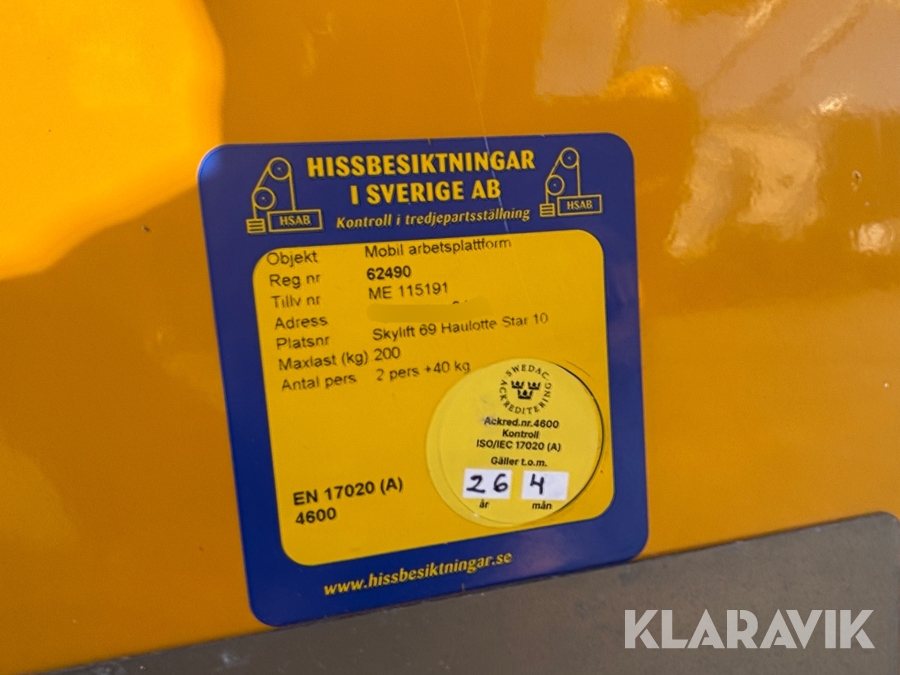 HISSBESIKTNINGAR
I SVERIGE AB
HSAB
HSAB
Kontroll i tredjepartsställning
Objekt Mobil arbetsplattform
Reg nr 62490
Tillv nr ME 115191
Adress
Platsnr Skylift 69 Haulotte Star 10
Maxlast (kg) 200
Antal pers 2 pers +40 kg
SWEDAC
ACKREDITERING
Ackred.nr.4600
Kontroll
ISO/IEC 17020 (A)
Gäller t.o.m.
26 4
år mån
EN 17020 (A)
4600
www.hissbesiktningar.se
KLARAVIK